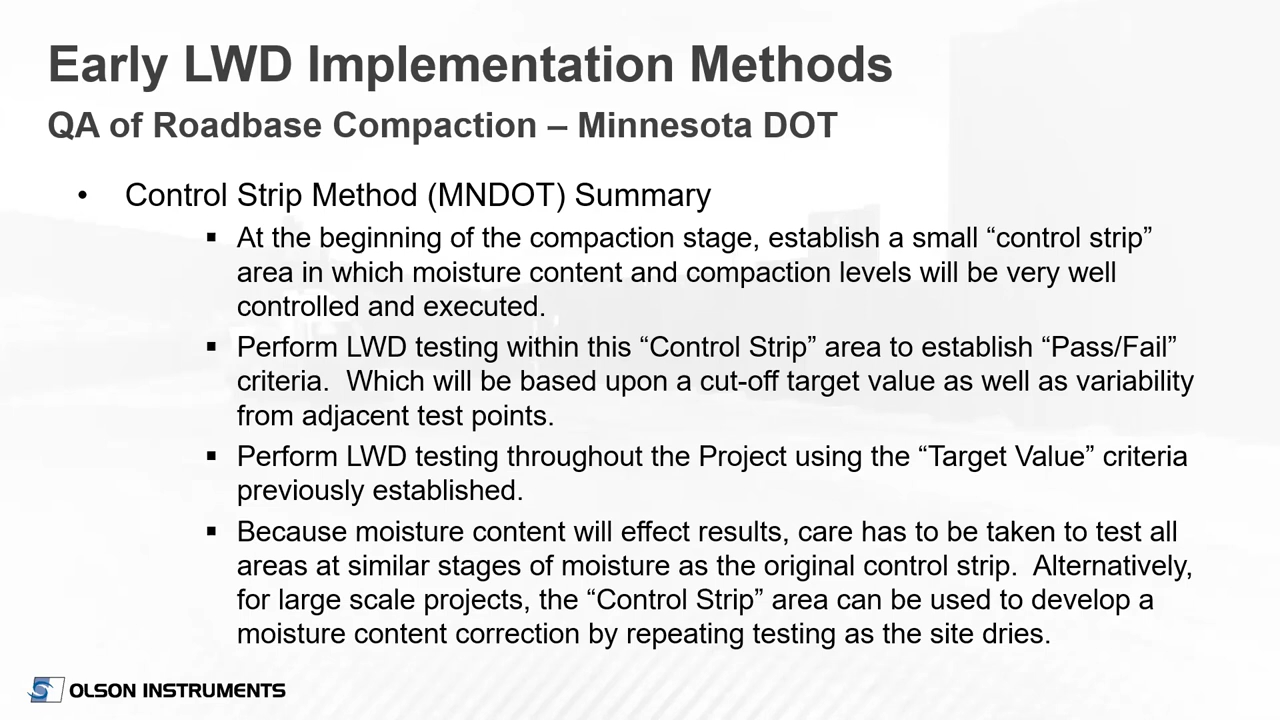 Early LWD Implementation Methods
QA of Roadbase Compaction – Minnesota DOT
• Control Strip Method (MNDOT) Summary
▪ At the beginning of the compaction stage, establish a small “control strip”
area in which moisture content and compaction levels will be very well
controlled and executed.
▪ Perform LWD testing within this “Control Strip” area to establish “Pass/Fail”
criteria.  Which will be based upon a cut-off target value as well as variability
from adjacent test points.
▪ Perform LWD testing throughout the Project using the “Target Value” criteria
previously established.
▪ Because moisture content will effect results, care has to be taken to test all
areas at similar stages of moisture as the original control strip.  Alternatively,
for large scale projects, the “Control Strip” area can be used to develop a
moisture content correction by repeating testing as the site dries.
OLSON INSTRUMENTS